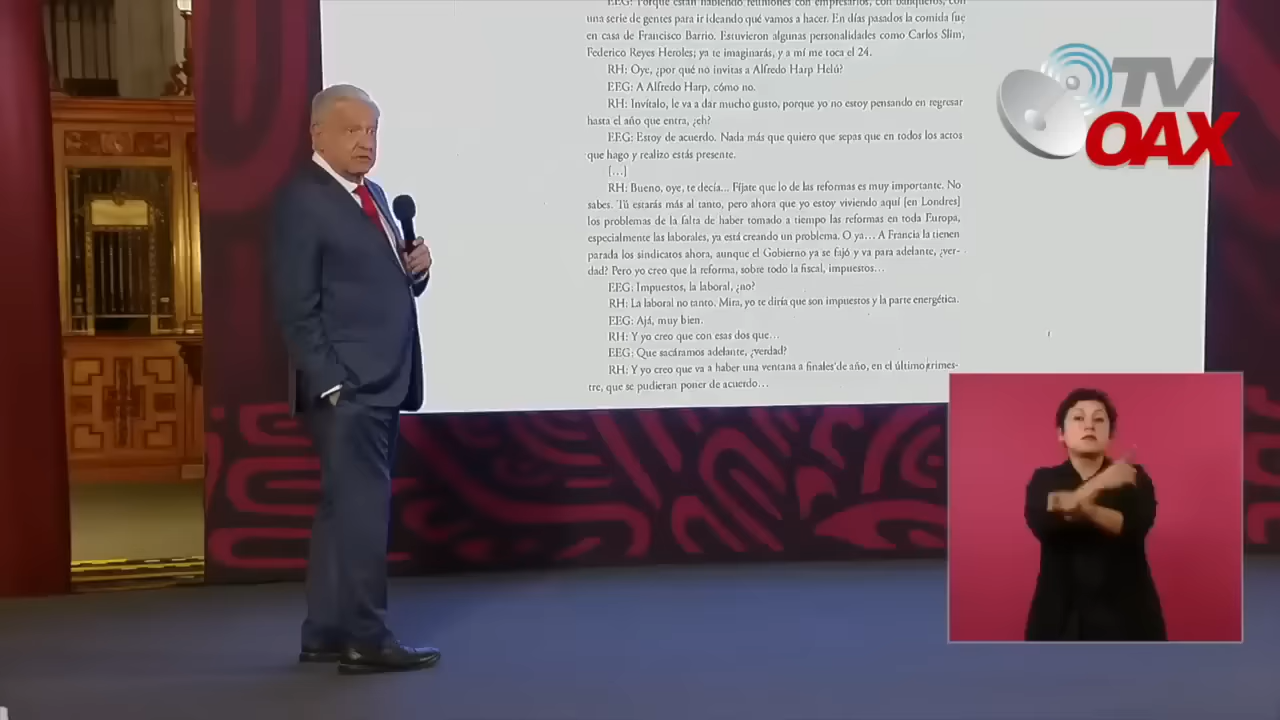 EEG: Porque están habiendo reuniones con empresarios, con banqueros, con
una serie de gentes para ir ideando qué vamos a hacer. En días pasados la comida fue
en casa de Francisco Barrio. Estuvieron algunas personalidades como Carlos Slim,
Federico Reyes Heroles; ya te imaginarás, y a mí me toca el 24.
RH: Oye, ¿por qué no invitas a Alfredo Harp Helú?
EEG: A Alfredo Harp, cómo no.
RH: Invítalo, le va a dar mucho gusto, porque yo no estoy pensando en regresar
hasta el año que entra, ¿eh?
EEG: Estoy de acuerdo. Nada más que quiero que sepas que en todos los actos
que hago y realizo estás presente.
[…]
RH: Bueno, oye, te decía… Fíjate que lo de las reformas es muy importante. No
sabes. Tú estarás más al tanto, pero ahora que yo estoy viviendo aquí [en Londres]
los problemas de la falta de haber tomado a tiempo las reformas en toda Europa,
especialmente las laborales, ya está creando un problema. O ya… A Francia la tienen
parada los sindicatos ahora, aunque el Gobierno ya se fajó y va para adelante, ¿ver-
dad? Pero yo creo que la reforma, sobre todo la fiscal, impuestos…
EEG: Impuestos, la laboral, ¿no?
RH: La laboral no tanto. Mira, yo te diría que son impuestos y la parte energética.
EEG: Ajá, muy bien.
RH: Y yo creo que con esas dos que…
EEG: Que sacáramos adelante, ¿verdad?
RH: Y yo creo que va a haber una ventana a finales de año, en el último trimes-
tre, que se pudieran poner de acuerdo…
TV
OAX